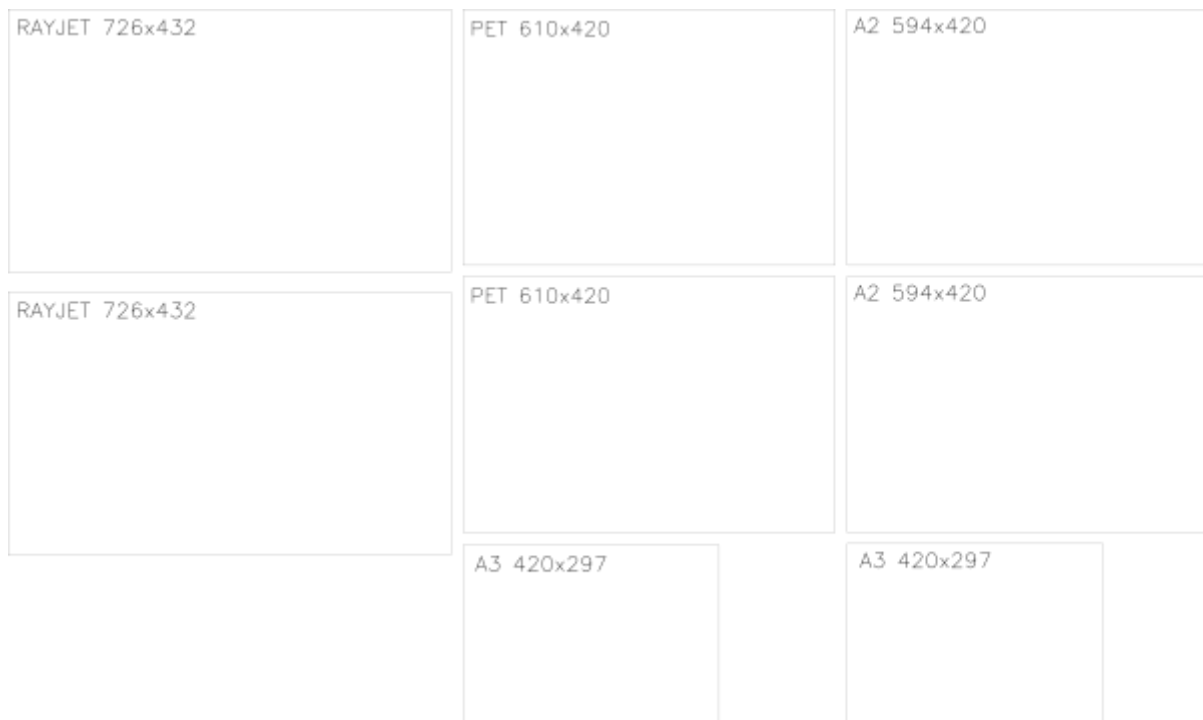 RAYJET 726x432
PET 610x420
A2 594x420
RAYJET 726x432
PET 610x420
A2 594x420
A3 420x297
A3 420x297